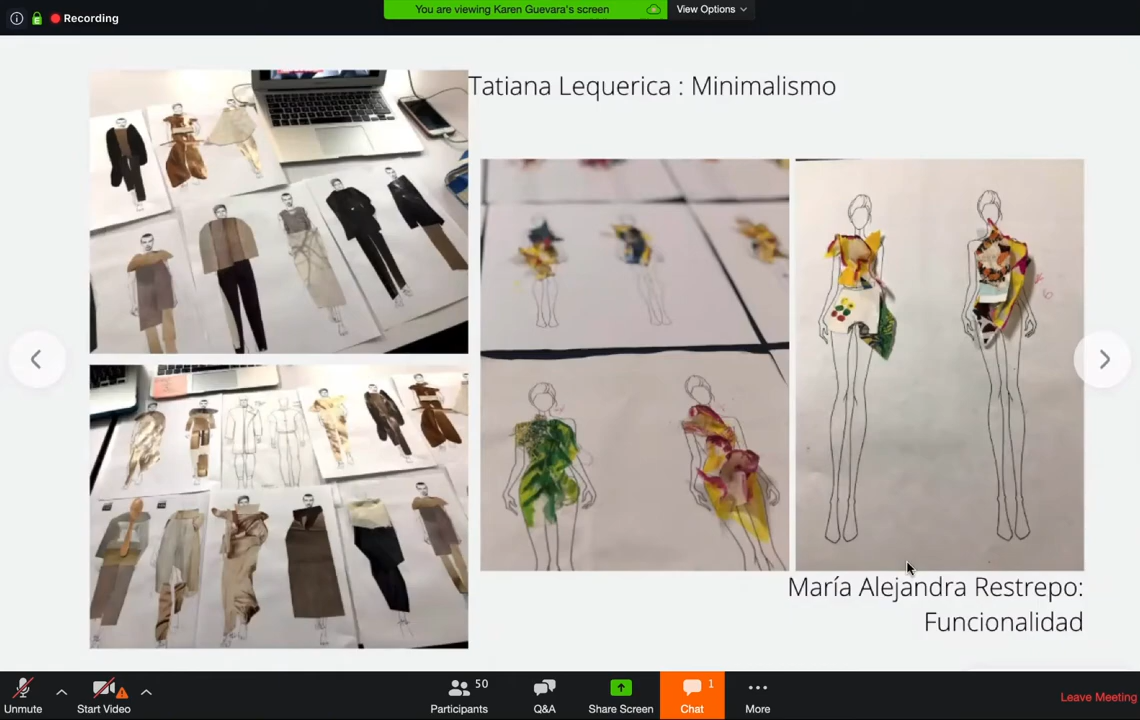 Recording
You are viewing Karen Guevara's screen
View Options
Tatiana Lequerica : Minimalismo
María Alejandra Restrepo:
Funcionalidad
Unmute
Start Video
50
Participants
Q&A
Share Screen
1
Chat
More
Leave Meeting